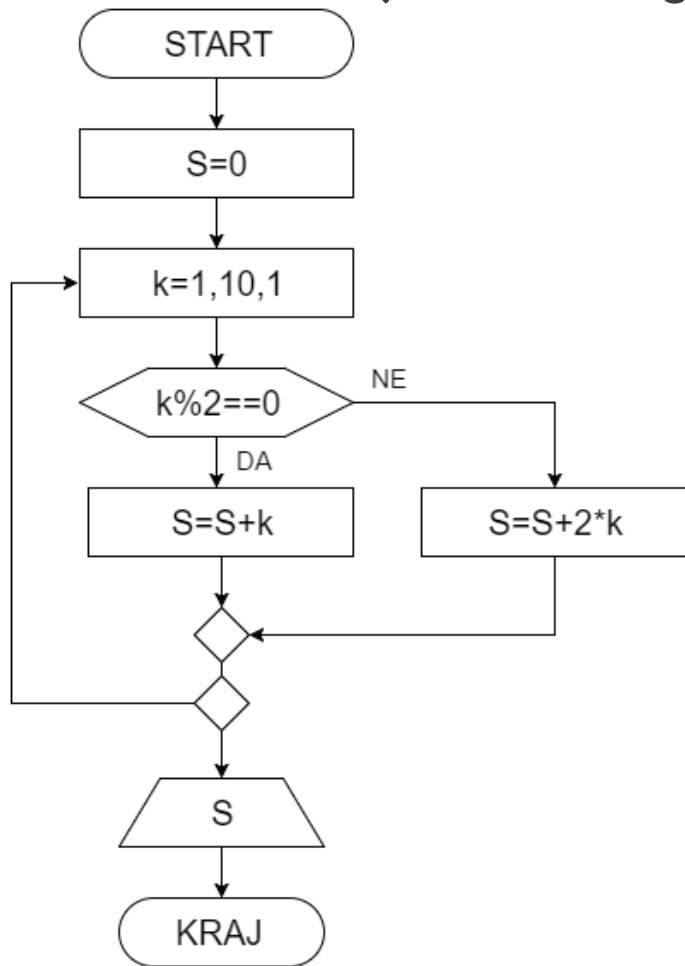 START
S=0
k=1,10,1
k%2==0
NE
DA
S=S+k
S=S+2*k
S
KRAJ